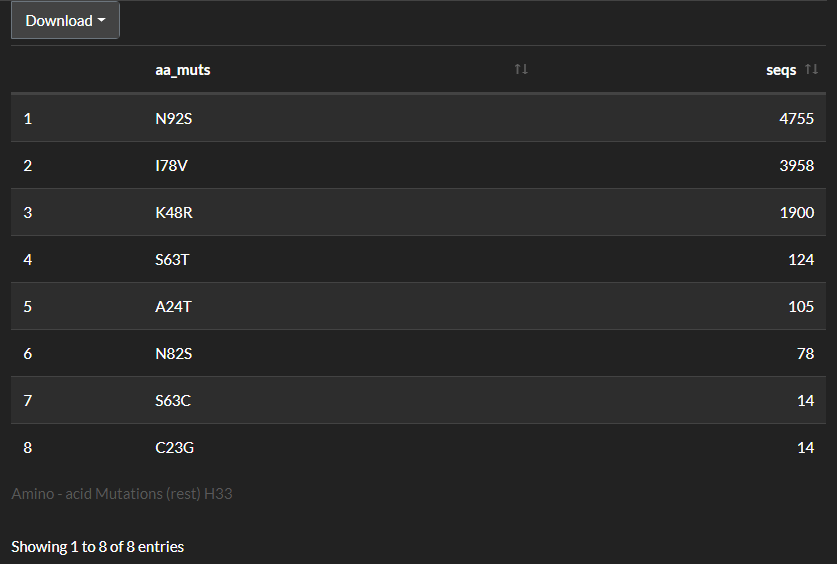 Download
aa_muts seqs
1 N92S 4755
2 I78V 3958
3 K48R 1900
4 S63T 124
5 A24T 105
6 N82S 78
7 S63C 14
8 C23G 14
Amino - acid Mutations (rest) H33
Showing 1 to 8 of 8 entries